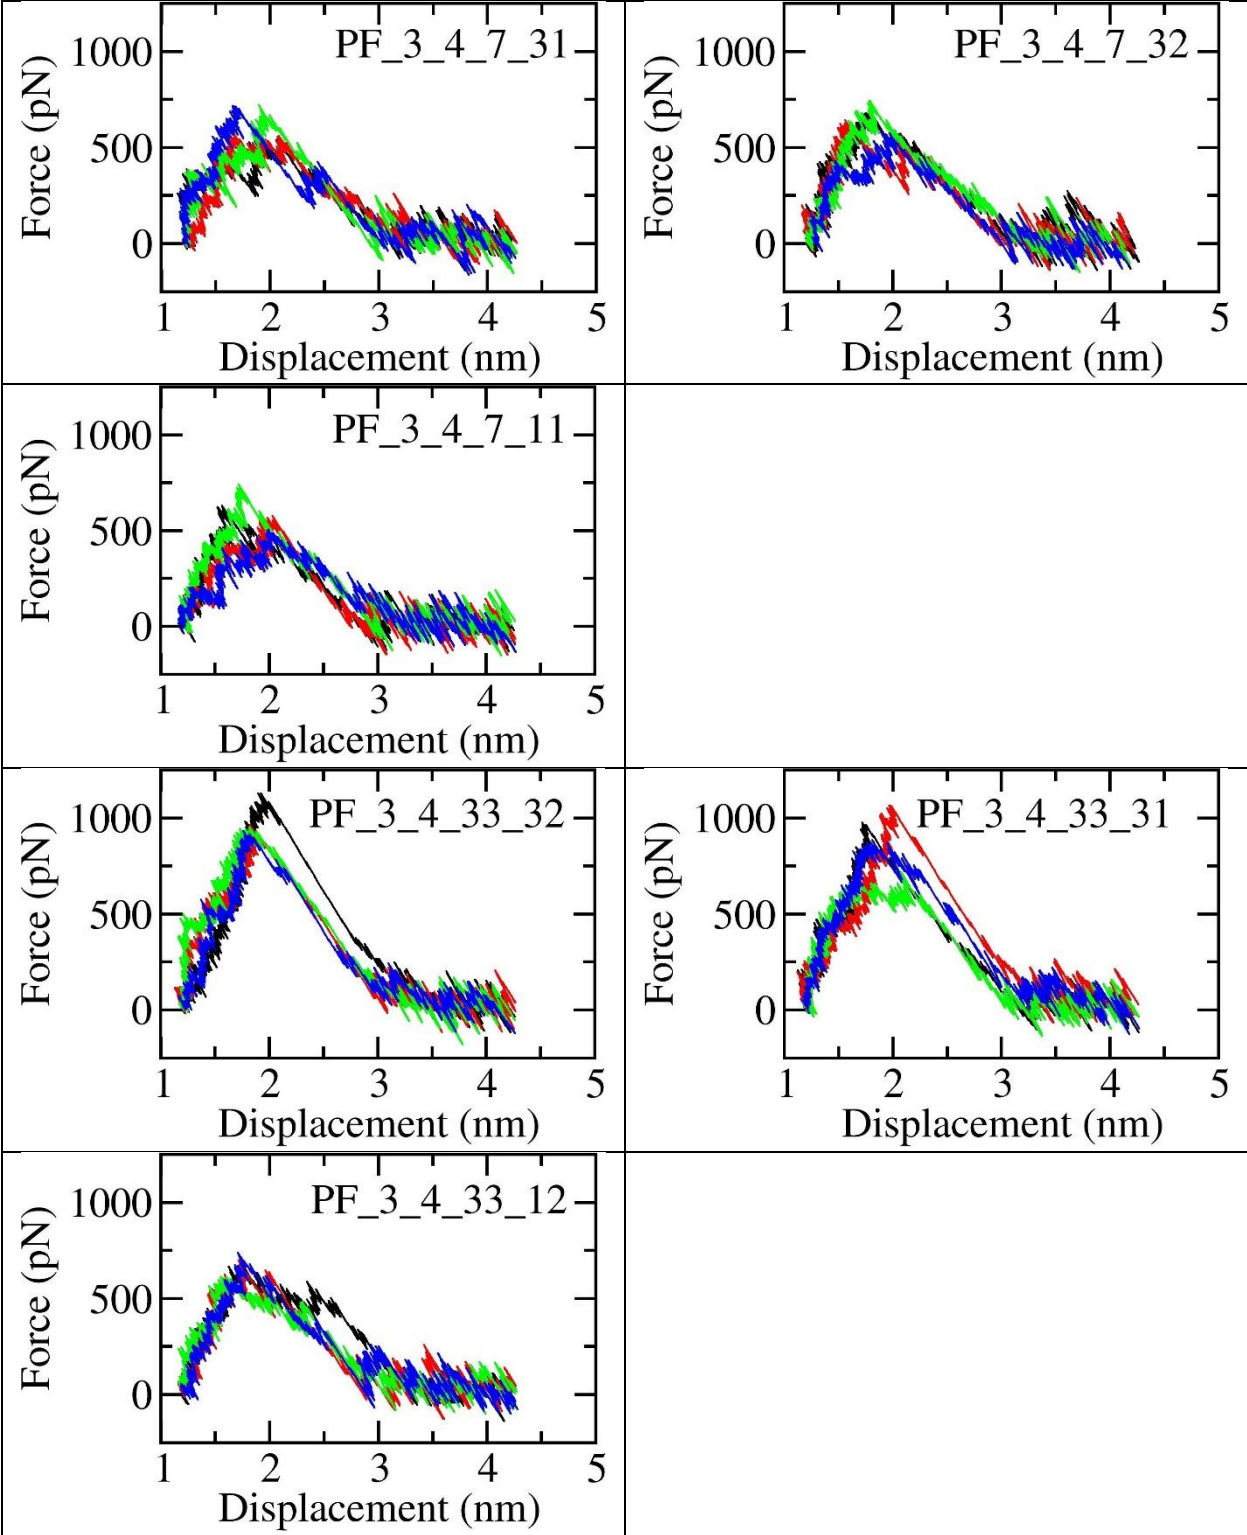 PF_3_4_7_31
1000
500
0
Force (pN)
1 2 3 4 5
Displacement (nm)
PF_3_4_7_32
1000
500
0
Force (pN)
1 2 3 4 5
Displacement (nm)
PF_3_4_7_11
1000
500
0
Force (pN)
1 2 3 4 5
Displacement (nm)
PF_3_4_33_32
1000
500
0
Force (pN)
1 2 3 4 5
Displacement (nm)
PF_3_4_33_31
1000
500
0
Force (pN)
1 2 3 4 5
Displacement (nm)
PF_3_4_33_12
1000
500
0
Force (pN)
1 2 3 4 5
Displacement (nm)